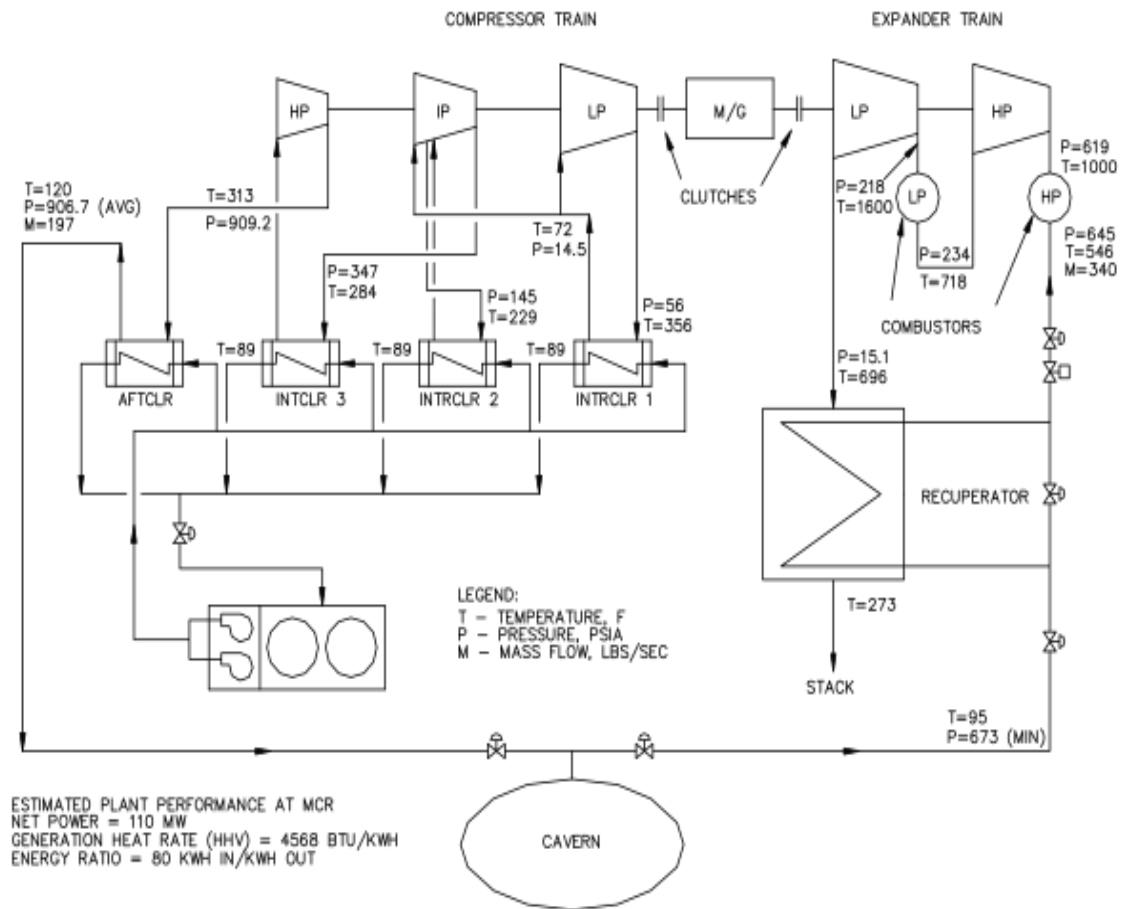 COMPRESSOR TRAIN
EXPANDER TRAIN
HP
IP
LP
M/G
LP
HP
CLUTCHES
P=619
T=1000
P=218
T=1600
LP
HP
P=234
T=718
P=645
T=546
M=340
COMBUSTORS
T=120
P=906.7 (AVG)
M=197
T=313
P=909.2
T=72
P=14.5
P=347
T=284
P=145
T=229
P=56
T=356
T=89
T=89
T=89
AFTCLR
INTCLR 3
INTRCLR 2
INTRCLR 1
P=15.1
T=696
RECUPERATOR
T=273
STACK
LEGEND:
T - TEMPERATURE, F
P - PRESSURE, PSIA
M - MASS FLOW, LBS/SEC
T=95
P=673 (MIN)
CAVERN
ESTIMATED PLANT PERFORMANCE AT MCR
NET POWER = 110 MW
GENERATION HEAT RATE (HHV) = 4568 BTU/KWH
ENERGY RATIO = 80 KWH IN/KWH OUT